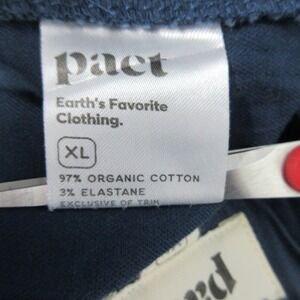 pact
Earth's Favorite
Clothing.
XL
97% ORGANIC COTTON
3% ELASTANE
EXCLUSIVE OF TRIM